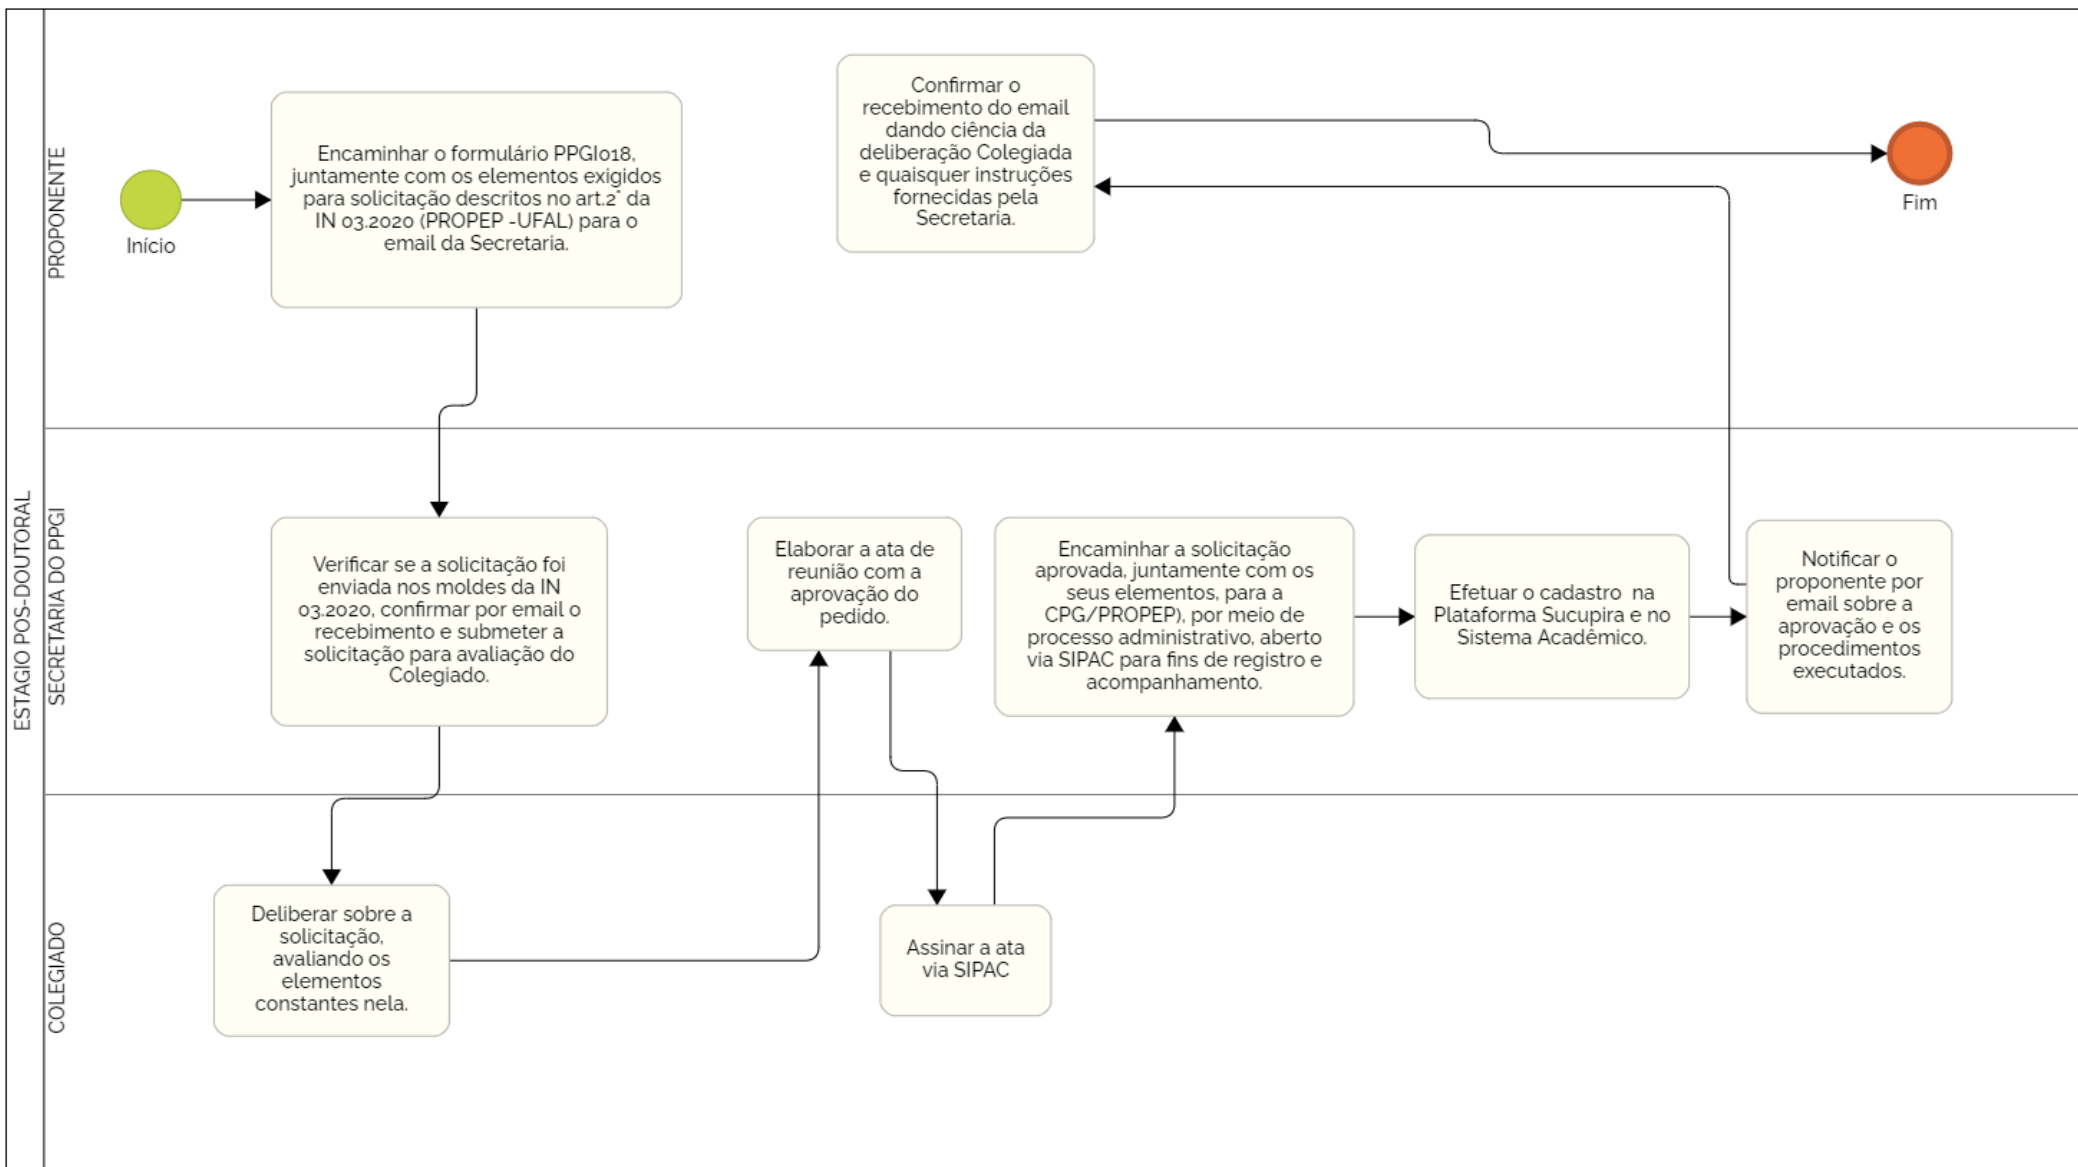 ESTAGIO POS-DOUTORAL
PROPONENTE
Início
Encaminhar o formulário PPGI018,
juntamente com os elementos exigidos
para solicitação descritos no art.2° da
IN 03.2020 (PROPEP -UFAL) para o
email da Secretaria.
Confirmar o
recebimento do email
dando ciência da
deliberação Colegiada
e quaisquer instruções
fornecidas pela
Secretaria.
Fim
SECRETARIA DO PPGI
Verificar se a solicitação foi
enviada nos moldes da IN
03.2020, confirmar por email o
recebimento e submeter a
solicitação para avaliação do
Colegiado.
Elaborar a ata de
reunião com a
aprovação do
pedido.
Encaminhar a solicitação
aprovada, juntamente com os
seus elementos, para a
CPG/PROPEP), por meio de
processo administrativo, aberto
via SIPAC para fins de registro e
acompanhamento.
Efetuar o cadastro  na
Plataforma Sucupira e no
Sistema Acadêmico.
Notificar o
proponente por
email sobre a
aprovação e os
procedimentos
executados.
COLEGIADO
Deliberar sobre a
solicitação,
avaliando os
elementos
constantes nela.
Assinar a ata
via SIPAC